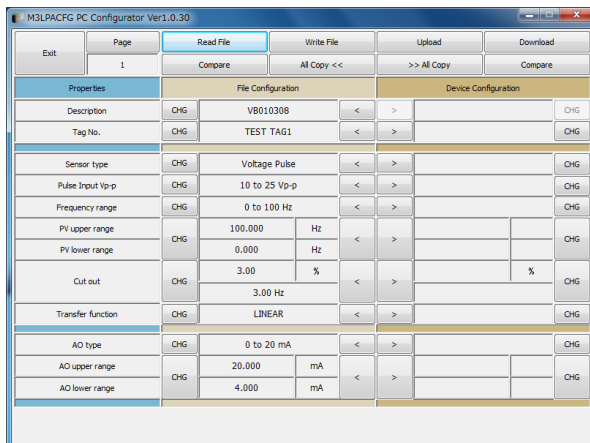 M3LPACFG PC Configurator Ver1.0.30
Exit Page Read File Write File Upload Download
1 Compare All Copy << >> All Copy Compare
Properties File Configuration Device Configuration
Description CHG VB010308 < > CHG
Tag No. CHG TEST TAG1 < > CHG
Sensor type CHG Voltage Pulse < > CHG
Pulse Input Vp-p CHG 10 to 25 Vp-p < > CHG
Frequency range CHG 0 to 100 Hz < > CHG
PV upper range CHG 100.000 Hz < > CHG
PV lower range 0.000 Hz
Cut out CHG 3.00 % < > % CHG
3.00 Hz
Transfer function CHG LINEAR < > CHG
AO type CHG 0 to 20 mA < > CHG
AO upper range CHG 20.000 mA < > CHG
AO lower range 4.000 mA